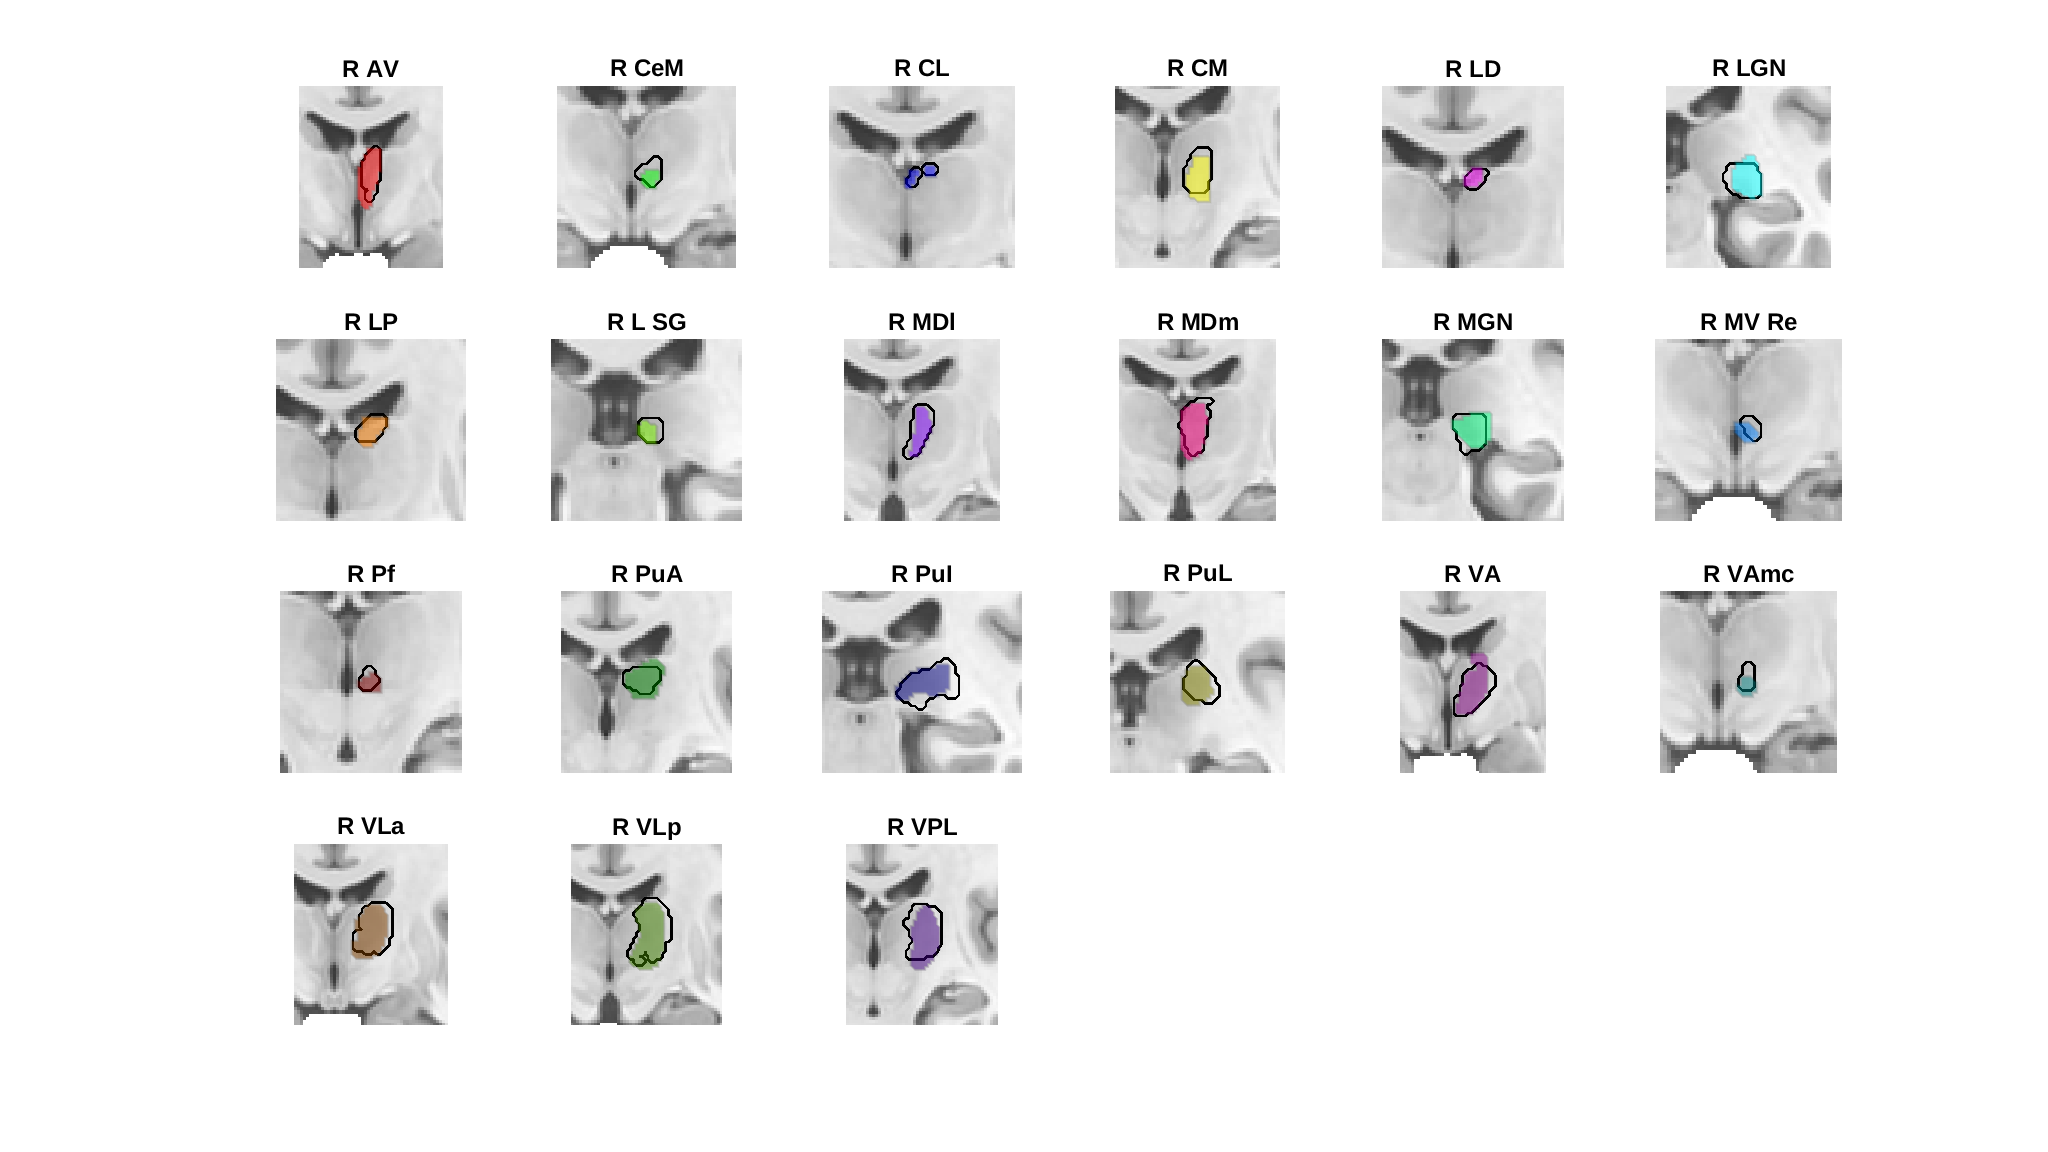 R AV
R CeM
R CL
R CM
R LD
R LGN
R LP
R L SG
R MDl
R MDm
R MGN
R MV Re
R Pf
R PuA
R PuI
R PuL
R VA
R VAmc
R VLa
R VLp
R VPL